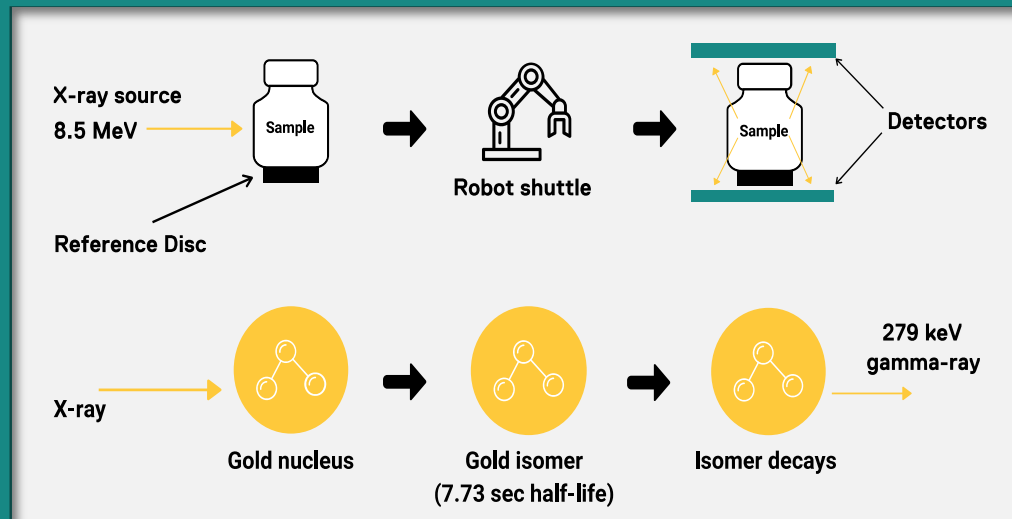 X-ray source
8.5 MeV
Sample
Reference Disc
Robot shuttle
Sample
Detectors
X-ray
Gold nucleus
Gold isomer
(7.73 sec half-life)
Isomer decays
279 keV
gamma-ray